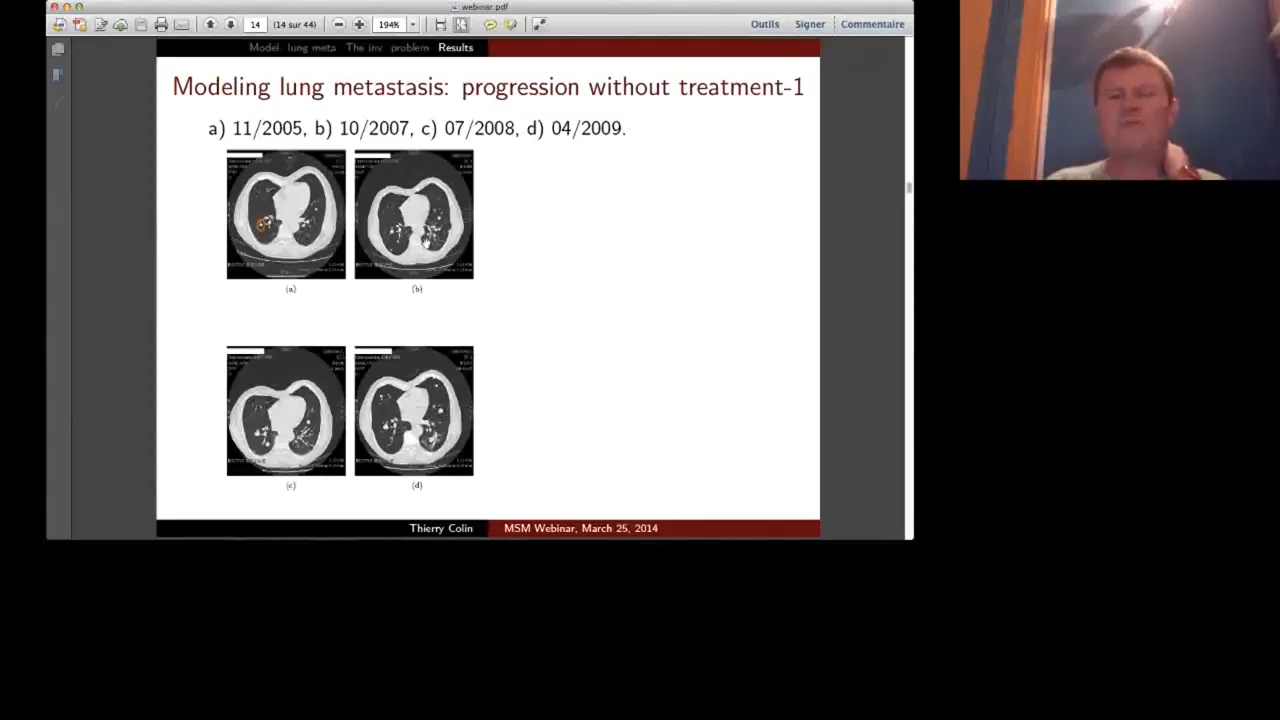 webinar.pdf
14 (14 sur 44) 194% Outils Signer Commentaire
Model lung meta The inv problem Results
Modeling lung metastasis: progression without treatment-1
a) 11/2005, b) 10/2007, c) 07/2008, d) 04/2009.
(a) (b)
(c) (d)
Thierry Colin MSM Webinar, March 25, 2014